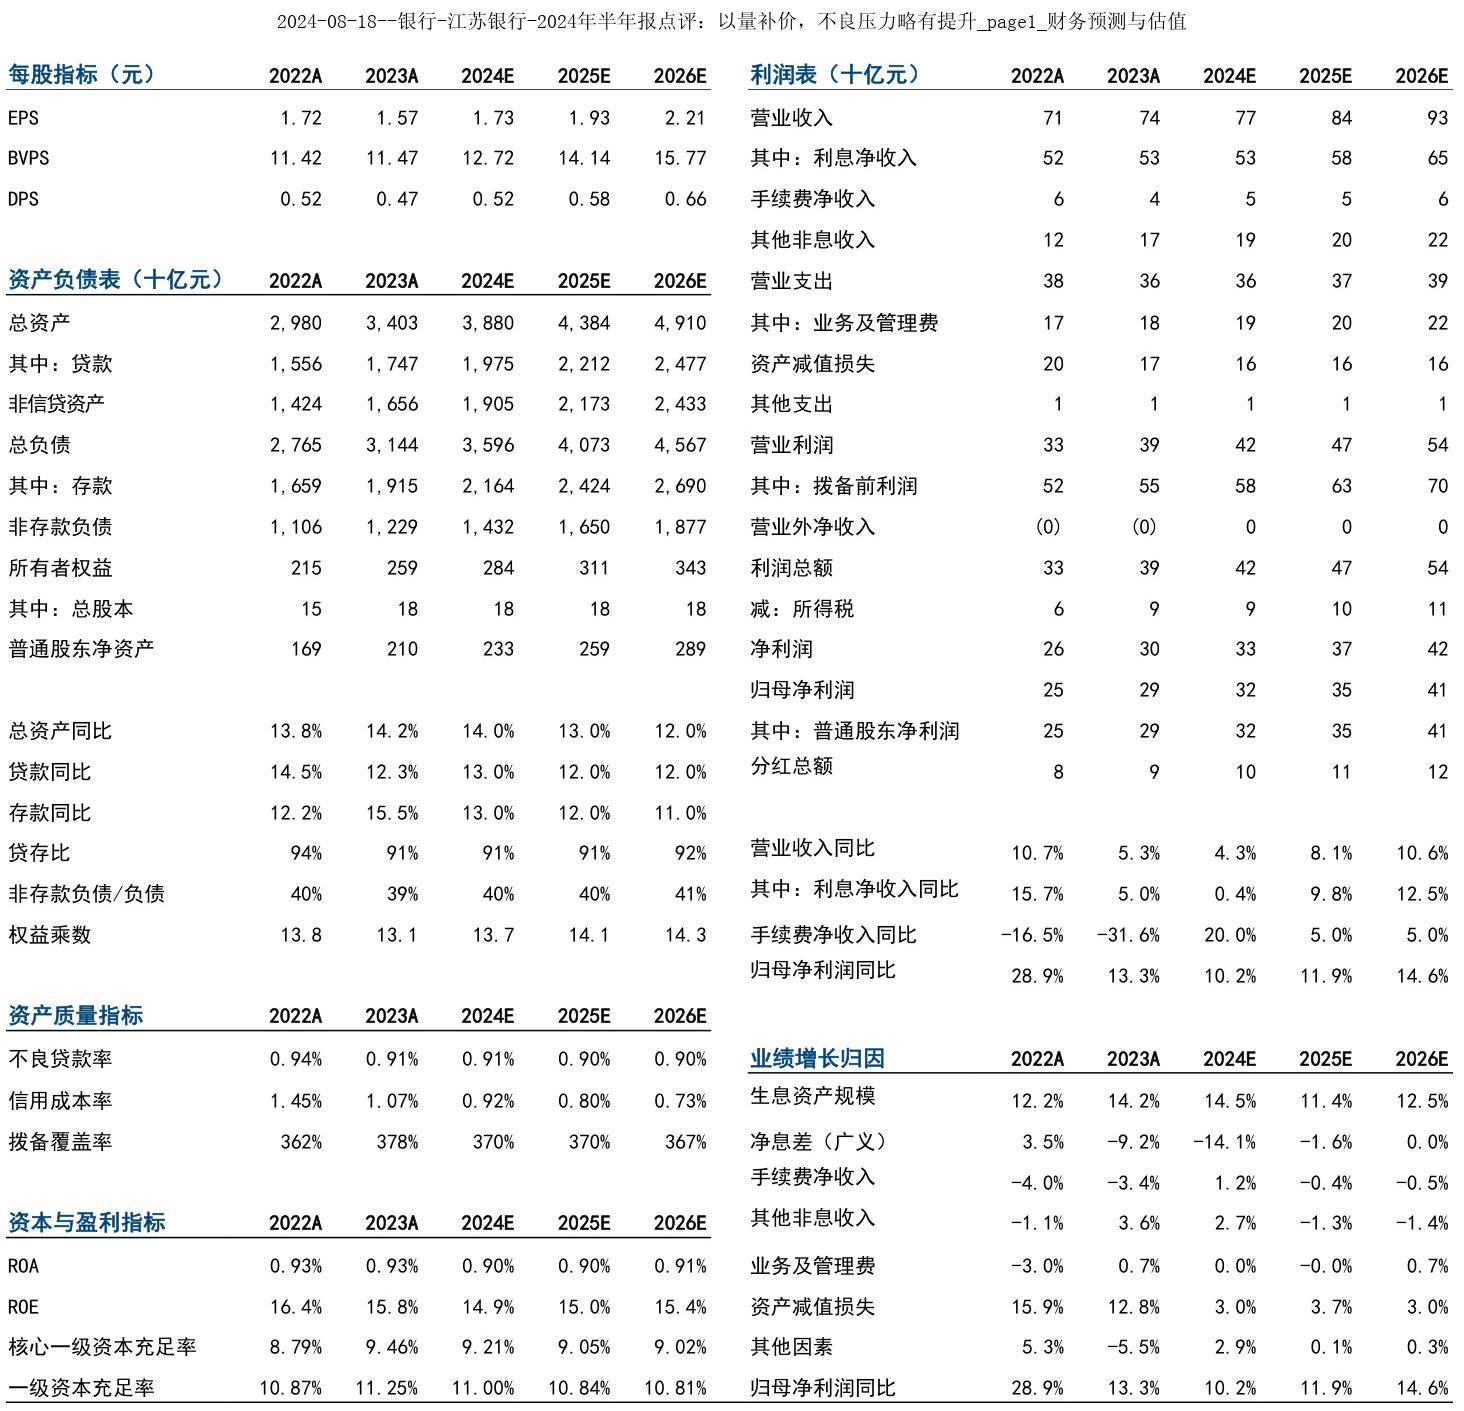 2024-08-18--银行-江苏银行-2024年半年报点评：以量补价，不良压力略有提升_page1_财务预测与估值
每股指标（元） 2022A 2023A 2024E 2025E 2026E
EPS 1.72 1.57 1.73 1.93 2.21
BVPS 11.42 11.47 12.72 14.14 15.77
DPS 0.52 0.47 0.52 0.58 0.66
资产负债表（十亿元） 2022A 2023A 2024E 2025E 2026E
总资产 2,980 3,403 3,880 4,384 4,910
其中：贷款 1,556 1,747 1,975 2,212 2,477
非信贷资产 1,424 1,656 1,905 2,173 2,433
总负债 2,765 3,144 3,596 4,073 4,567
其中：存款 1,659 1,915 2,164 2,424 2,690
非存款负债 1,106 1,229 1,432 1,650 1,877
所有者权益 215 259 284 311 343
其中：总股本 15 18 18 18 18
普通股东净资产 169 210 233 259 289
总资产同比 13.8% 14.2% 14.0% 13.0% 12.0%
贷款同比 14.5% 12.3% 13.0% 12.0% 12.0%
存款同比 12.2% 15.5% 13.0% 12.0% 11.0%
贷存比 94% 91% 91% 91% 92%
非存款负债/负债 40% 39% 40% 40% 41%
权益乘数 13.8 13.1 13.7 14.1 14.3
资产质量指标 2022A 2023A 2024E 2025E 2026E
不良贷款率 0.94% 0.91% 0.91% 0.90% 0.90%
信用成本率 1.45% 1.07% 0.92% 0.80% 0.73%
拨备覆盖率 362% 378% 370% 370% 367%
资本与盈利指标 2022A 2023A 2024E 2025E 2026E
ROA 0.93% 0.93% 0.90% 0.90% 0.91%
ROE 16.4% 15.8% 14.9% 15.0% 15.4%
核心一级资本充足率 8.79% 9.46% 9.21% 9.05% 9.02%
一级资本充足率 10.87% 11.25% 11.00% 10.84% 10.81%
利润表（十亿元） 2022A 2023A 2024E 2025E 2026E
营业收入 71 74 77 84 93
其中：利息净收入 52 53 53 58 65
手续费净收入 6 4 5 5 6
其他非息收入 12 17 19 20 22
营业支出 38 36 36 37 39
其中：业务及管理费 17 18 19 20 22
资产减值损失 20 17 16 16 16
其他支出 1 1 1 1 1
营业利润 33 39 42 47 54
其中：拨备前利润 52 55 58 63 70
营业外净收入 (0) (0) 0 0 0
利润总额 33 39 42 47 54
减：所得税 6 9 9 10 11
净利润 26 30 33 37 42
归母净利润 25 29 32 35 41
其中：普通股东净利润 25 29 32 35 41
分红总额 8 9 10 11 12
营业收入同比 10.7% 5.3% 4.3% 8.1% 10.6%
其中：利息净收入同比 15.7% 5.0% 0.4% 9.8% 12.5%
手续费净收入同比 -16.5% -31.6% 20.0% 5.0% 5.0%
归母净利润同比 28.9% 13.3% 10.2% 11.9% 14.6%
业绩增长归因 2022A 2023A 2024E 2025E 2026E
生息资产规模 12.2% 14.2% 14.5% 11.4% 12.5%
净息差（广义） 3.5% -9.2% -14.1% -1.6% 0.0%
手续费净收入 -4.0% -3.4% 1.2% -0.4% -0.5%
其他非息收入 -1.1% 3.6% 2.7% -1.3% -1.4%
业务及管理费 -3.0% 0.7% 0.0% -0.0% 0.7%
资产减值损失 15.9% 12.8% 3.0% 3.7% 3.0%
其他因素 5.3% -5.5% 2.9% 0.1% 0.3%
归母净利润同比 28.9% 13.3% 10.2% 11.9% 14.6%